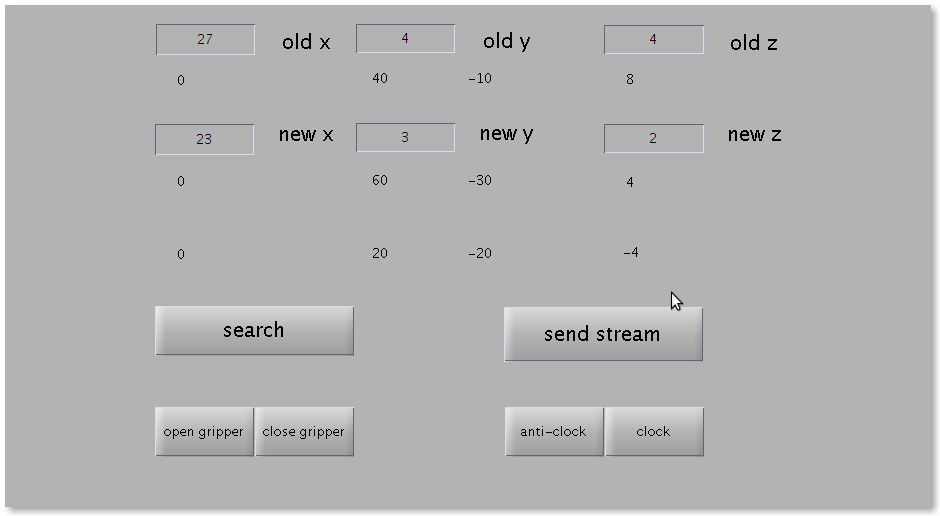 27 old x 4 old y 4 old z
0 40 -10 8
23 new x 3 new y 2 new z
0 60 -30 4
0 20 -20 -4
search send stream
open gripper close gripper anti-clock clock